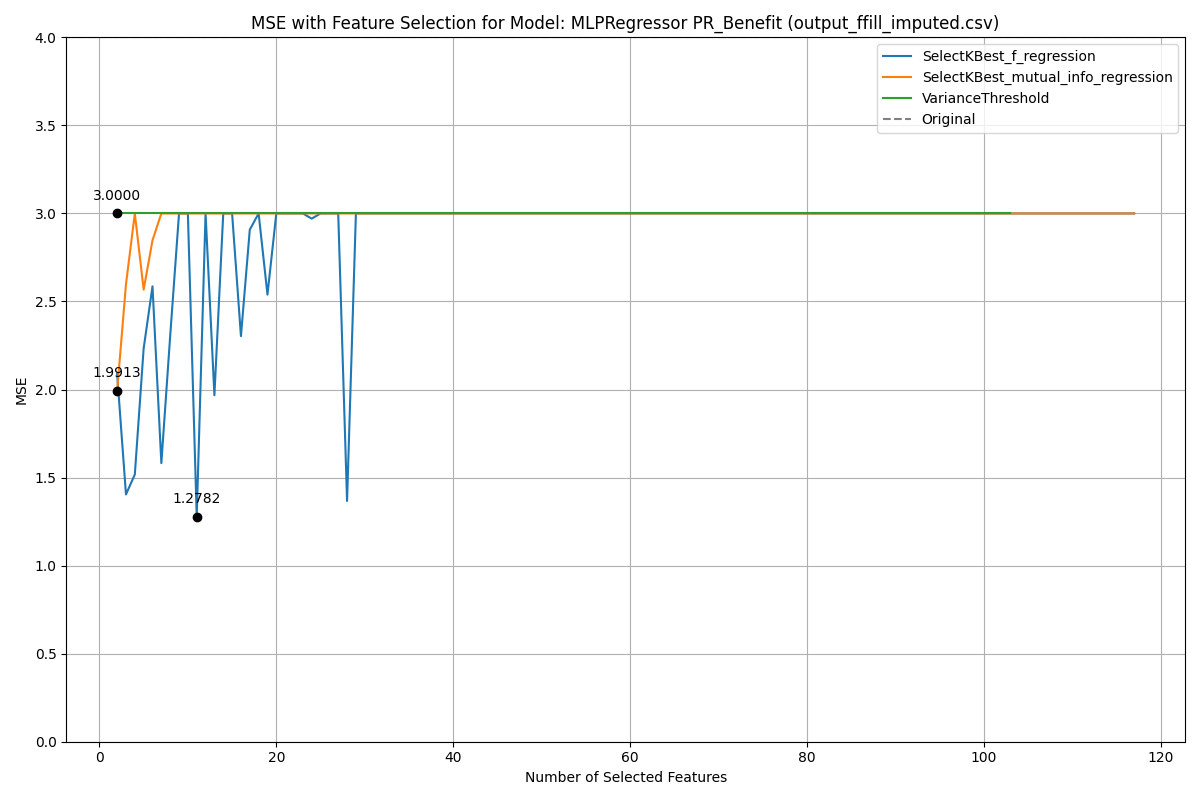 MSE with Feature Selection for Model: MLPRegressor PR_Benefit (output_ffill_imputed.csv)
SelectKBest_f_regression
SelectKBest_mutual_info_regression
VarianceThreshold
Original
4.0
3.5
3.0
2.5
2.0
1.5
1.0
0.5
0.0
MSE
3.0000
1.9913
1.2782
0 20 40 60 80 100 120
Number of Selected Features